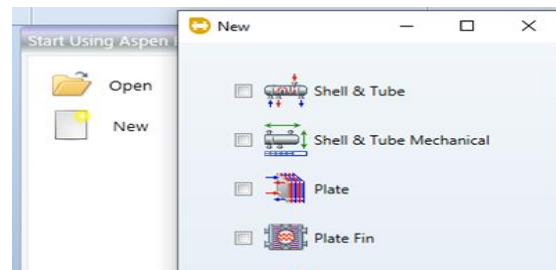 Start Using Aspen
Open
New
New
Shell & Tube
Shell & Tube Mechanical
Plate
Plate Fin